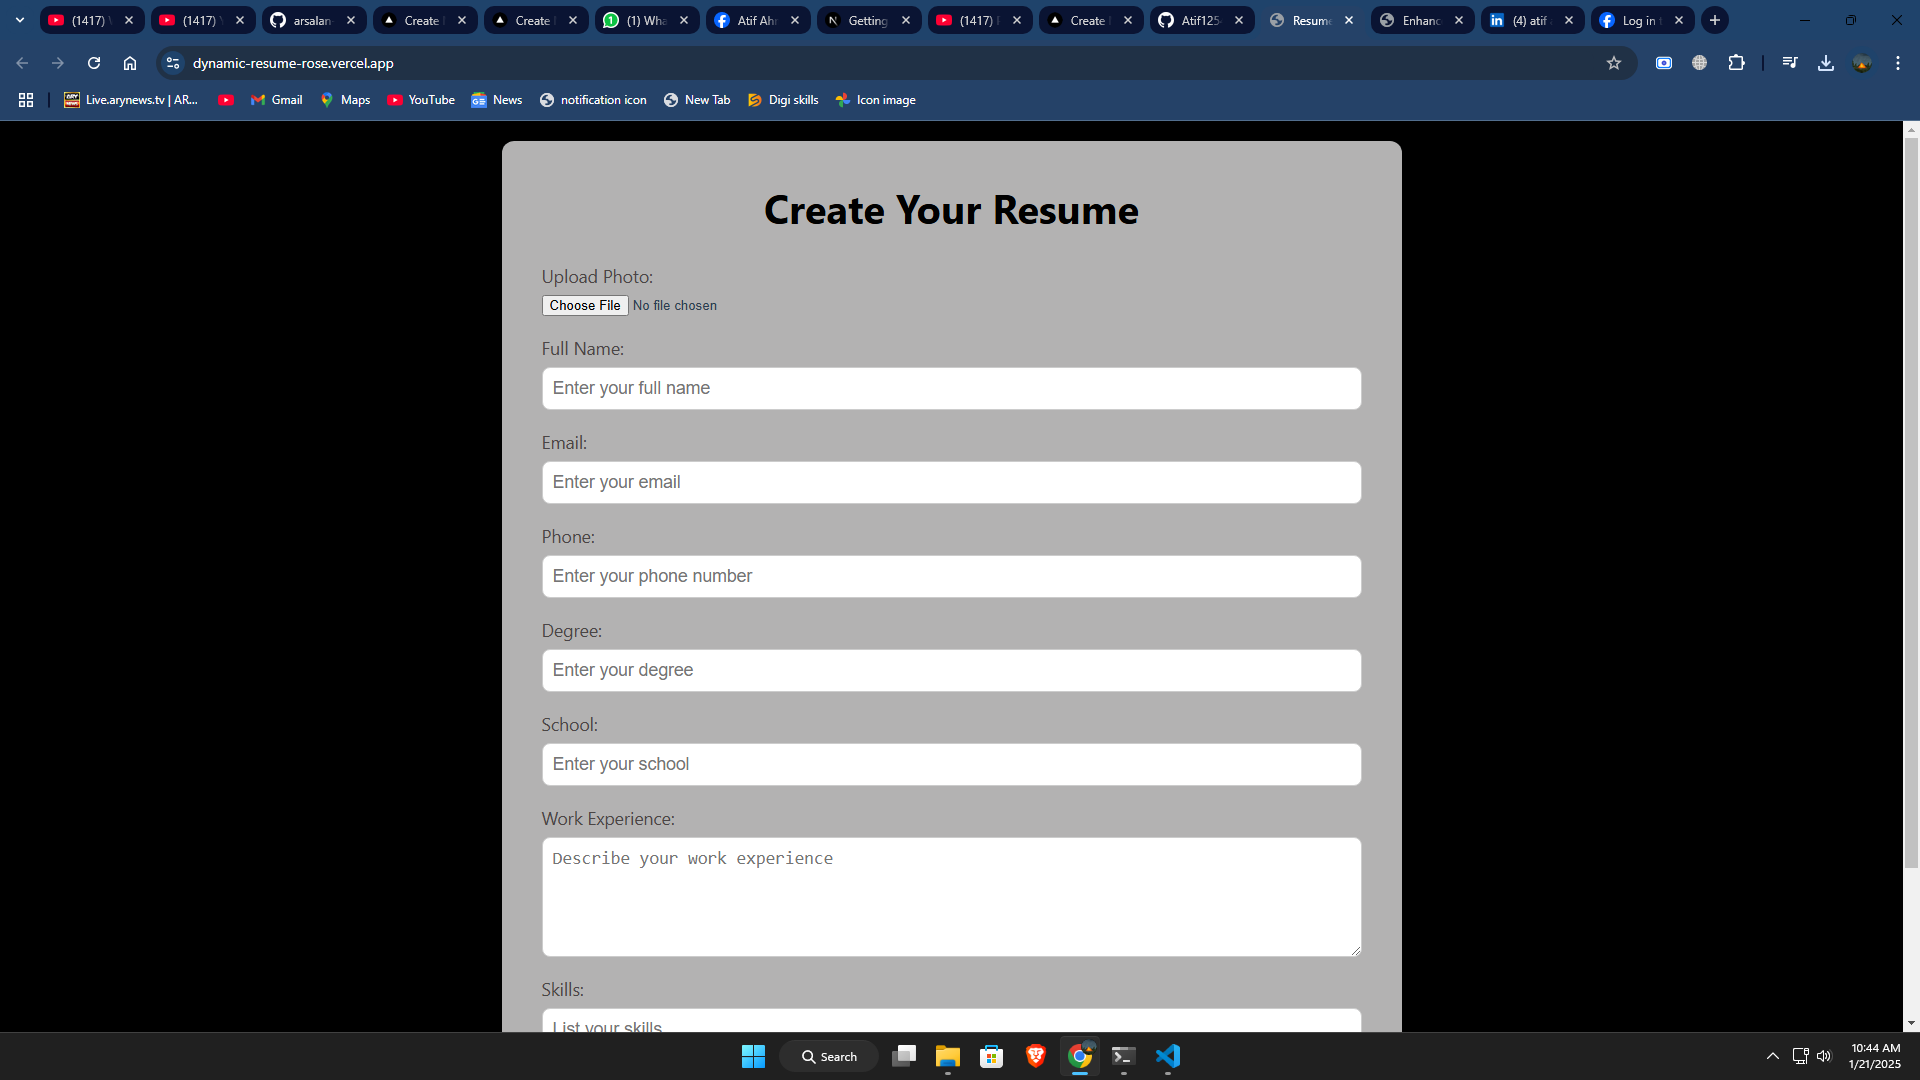 (1417)
(1417)
arsalan-
Create
Create
(1) Wha
Atif Ahr
Getting
(1417)
Create
Atif125
Resume
Enhanc
(4) atif
Log in t
dynamic-resume-rose.vercel.app
Live.arynews.tv | AR...
Gmail
Maps
YouTube
News
notification icon
New Tab
Digi skills
Icon image
Create Your Resume
Upload Photo:
Choose File No file chosen
Full Name:
Enter your full name
Email:
Enter your email
Phone:
Enter your phone number
Degree:
Enter your degree
School:
Enter your school
Work Experience:
Describe your work experience
Skills:
List your skills
Search
10:44 AM
1/21/2025